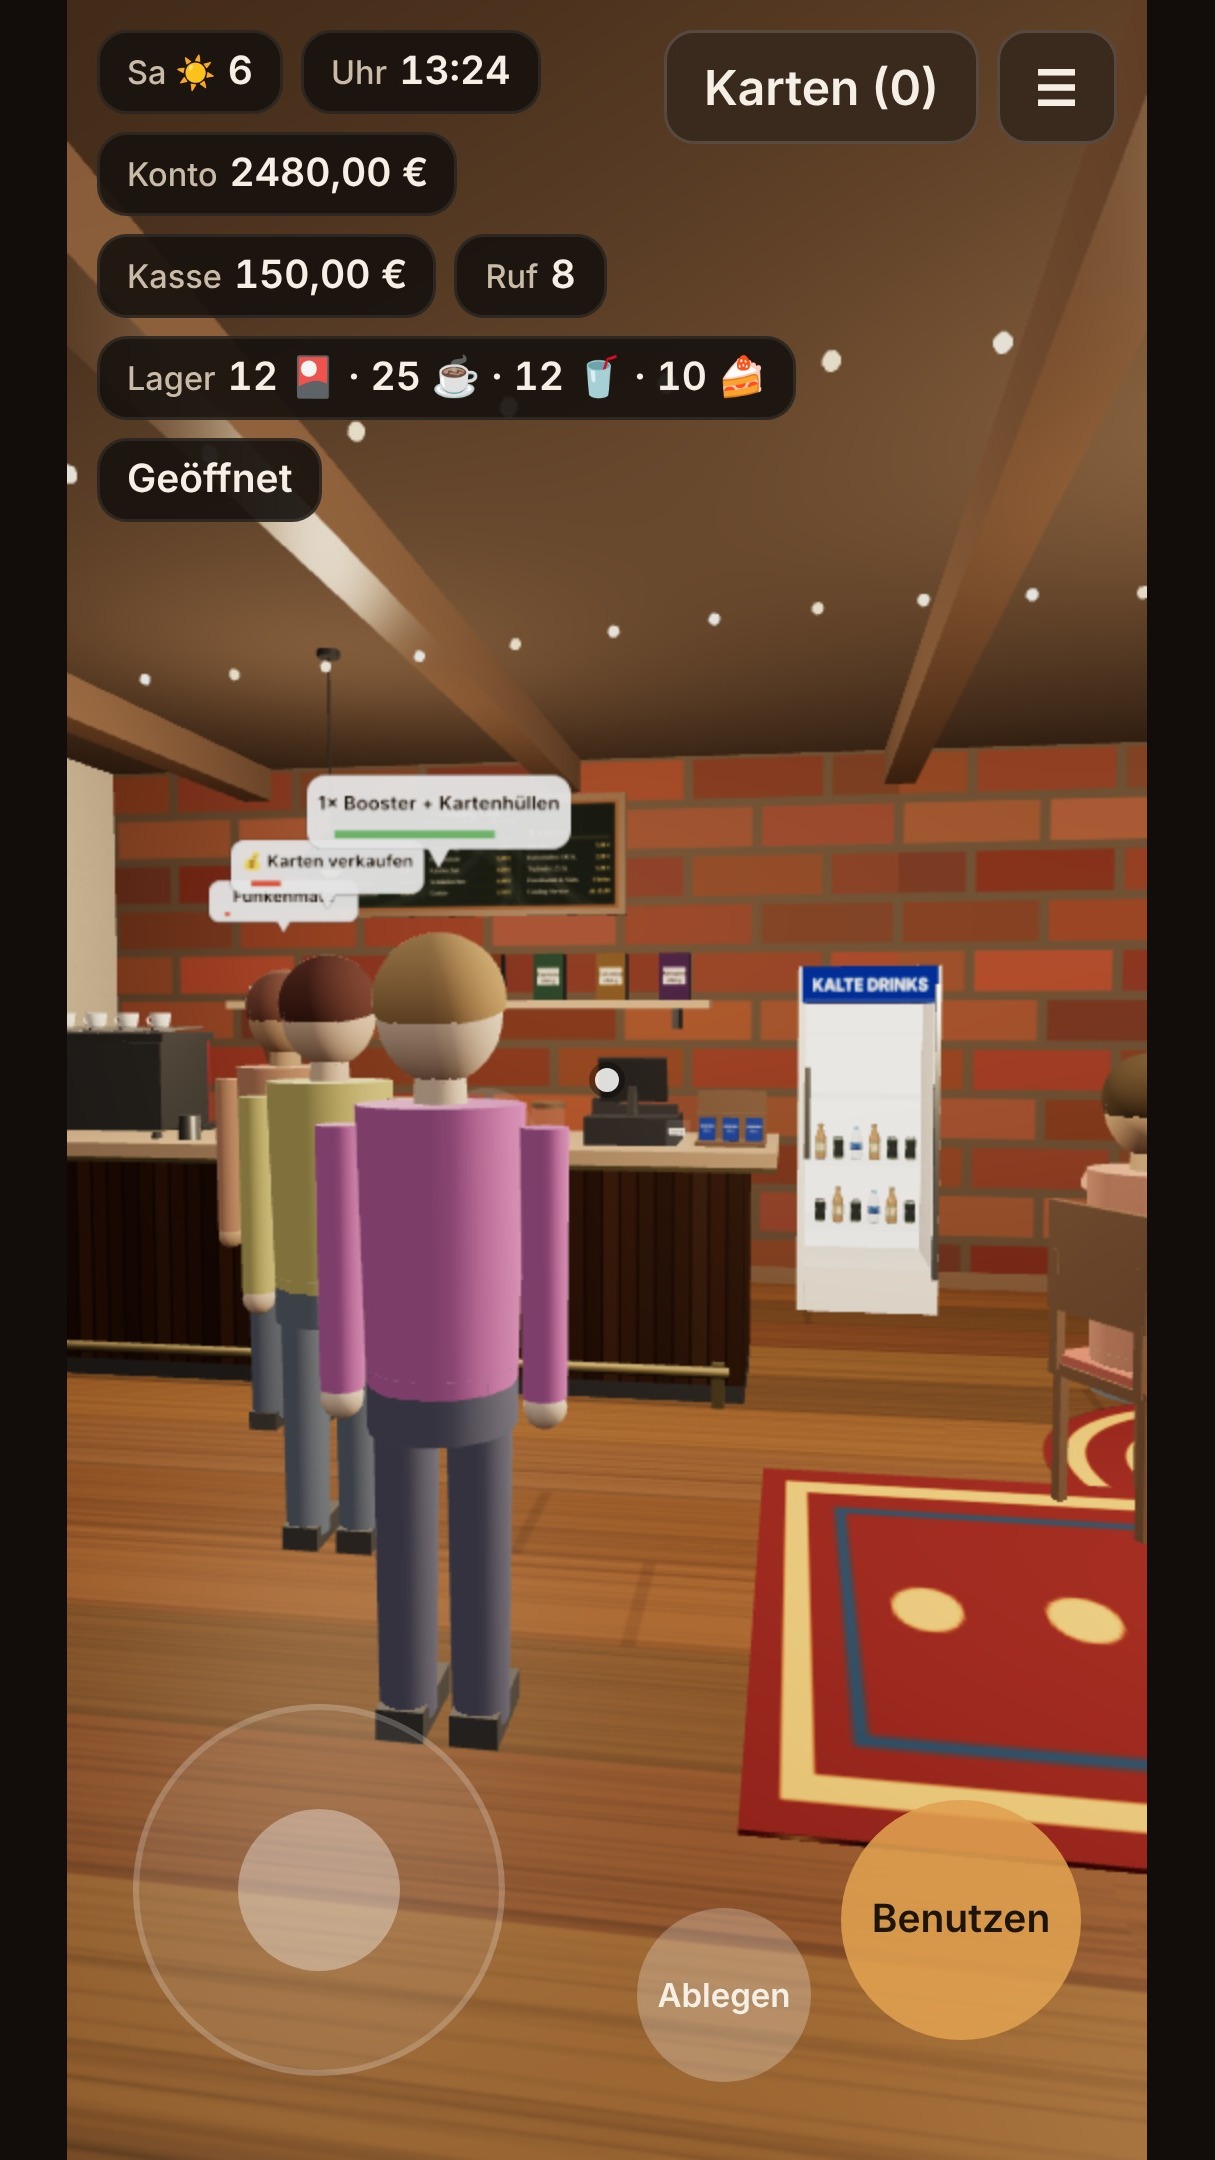 Sa ☀️ 6
Uhr 13:24
Karten (0)
☰
Konto 2480,00 €
Kasse 150,00 €
Ruf 8
Lager 12 🎴 · 25 ☕ · 12 🥤 · 10 🍰
Geöffnet
1× Booster + Kartenhüllen
💰 Karten verkaufen
KALTE DRINKS
Benutzen
Ablegen